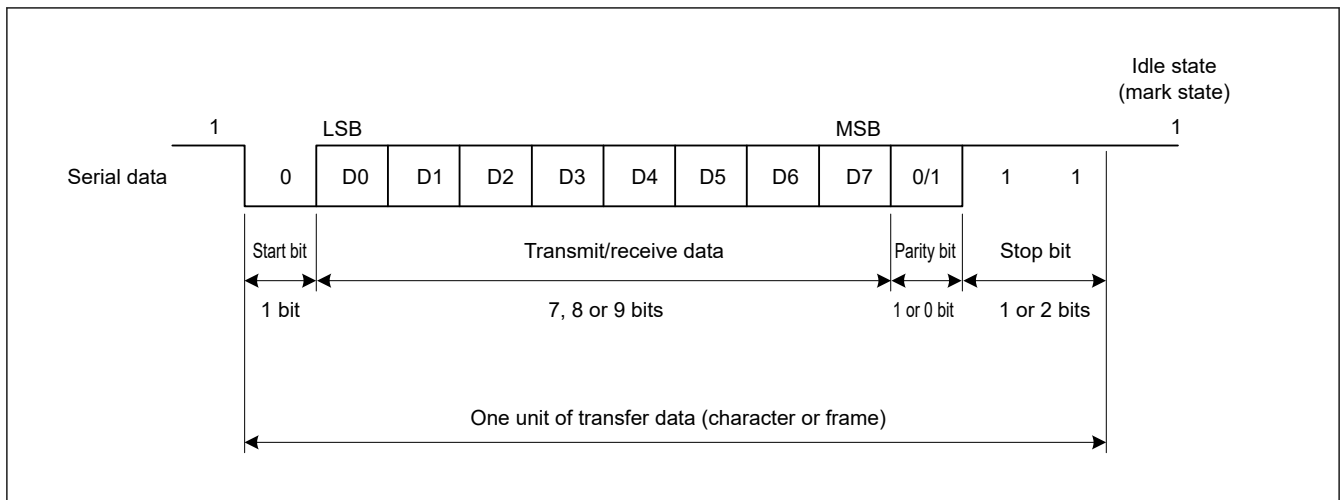 Idle state
(mark state)
1 LSB MSB 1
Serial data 0 D0 D1 D2 D3 D4 D5 D6 D7 0/1 1 1
Start bit Transmit/receive data Parity bit Stop bit
1 bit 7, 8 or 9 bits 1 or 0 bit 1 or 2 bits
One unit of transfer data (character or frame)